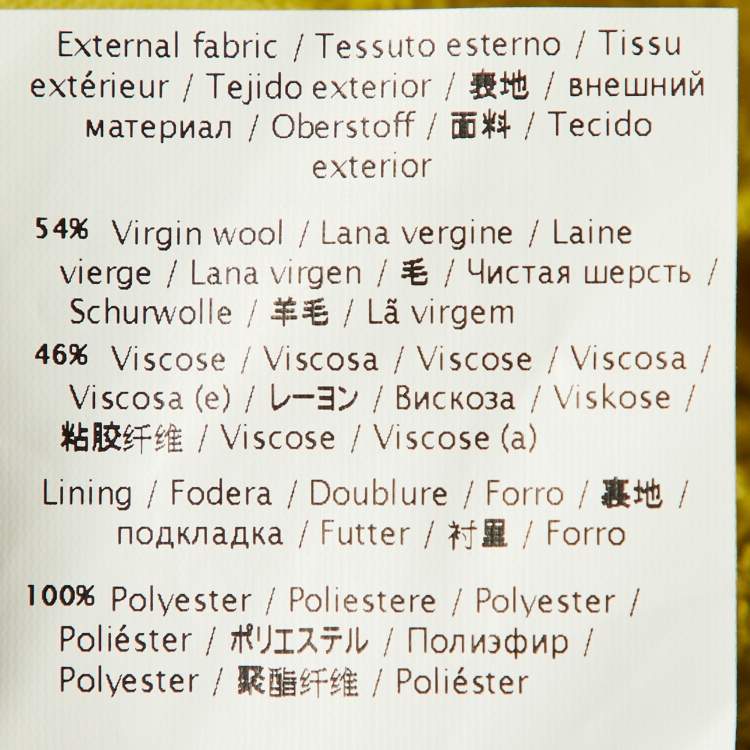 External fabric / Tessuto esterno / Tissu
extérieur / Tejido exterior / 表地 / внешний
материал / Oberstoff / 面料 / Tecido
exterior
54% Virgin wool / Lana vergine / Laine
vierge / Lana virgen / 毛 / Чистая шерсть /
Schurwolle / 羊毛 / Lã virgem
46% Viscose / Viscosa / Viscose / Viscosa /
Viscosa (e) / レーヨン / Вискоза / Viskose /
粘胶纤维 / Viscose / Viscose (a)
Lining / Fodera / Doublure / Forro / 裏地 /
подкладка / Futter / 衬里 / Forro
100% Polyester / Poliestere / Polyester /
Poliéster / ポリエステル / Полиэфир /
Polyester / 聚酯纤维 / Poliéster